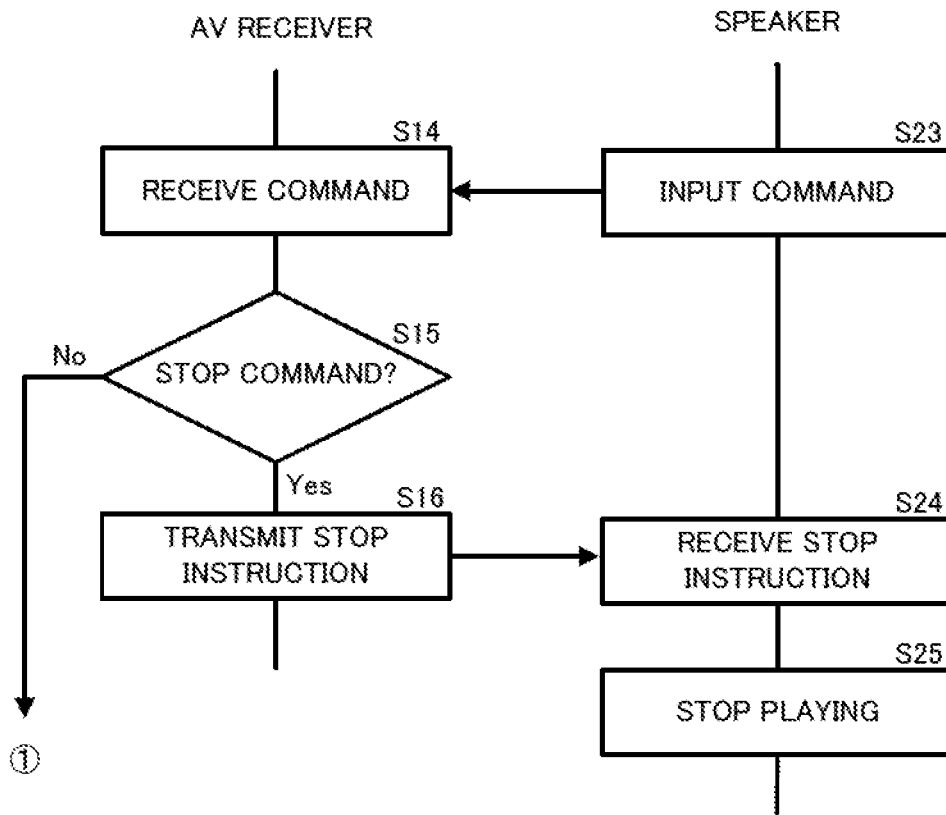 AV RECEIVER
SPEAKER
S14
S23
RECEIVE COMMAND
INPUT COMMAND
S15
No
STOP COMMAND?
Yes
S16
S24
TRANSMIT STOP
INSTRUCTION
RECEIVE STOP
INSTRUCTION
S25
STOP PLAYING
①